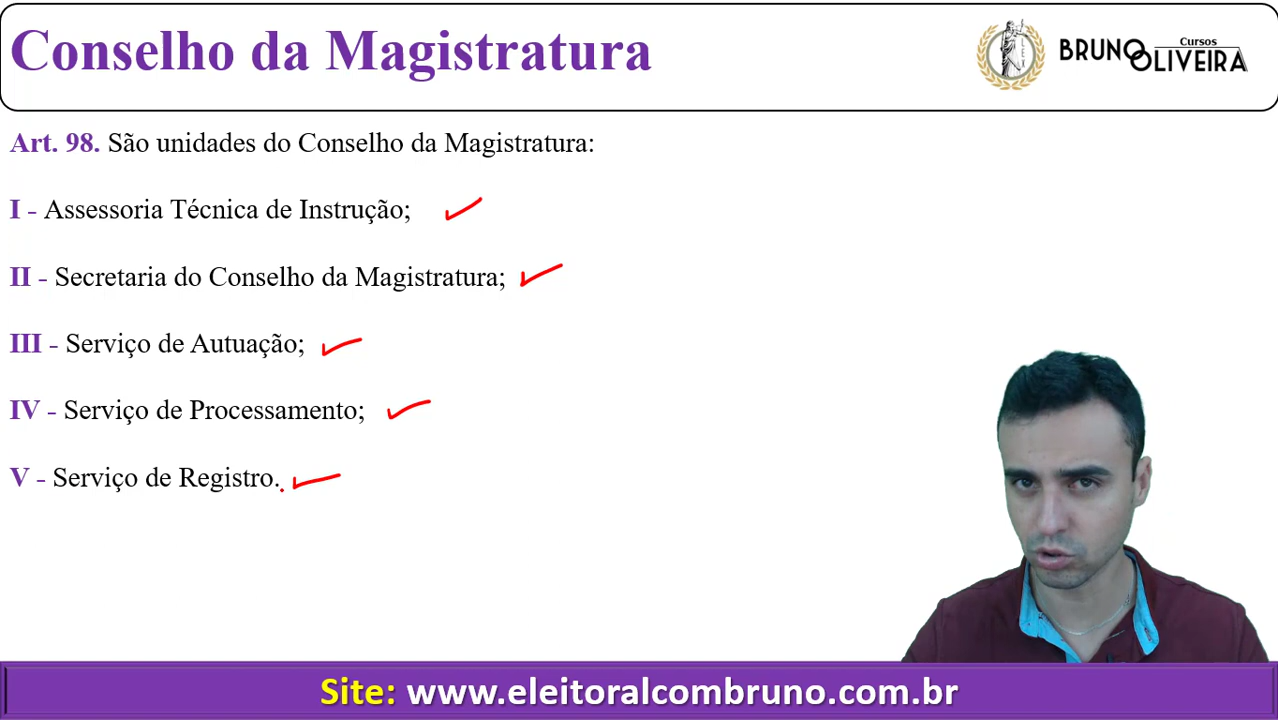 Conselho da Magistratura
Cursos
BRUNO OLIVEIRA
Art. 98. São unidades do Conselho da Magistratura:
I - Assessoria Técnica de Instrução;
II - Secretaria do Conselho da Magistratura;
III - Serviço de Autuação;
IV - Serviço de Processamento;
V - Serviço de Registro.
Site: www.eleitoralcombruno.com.br